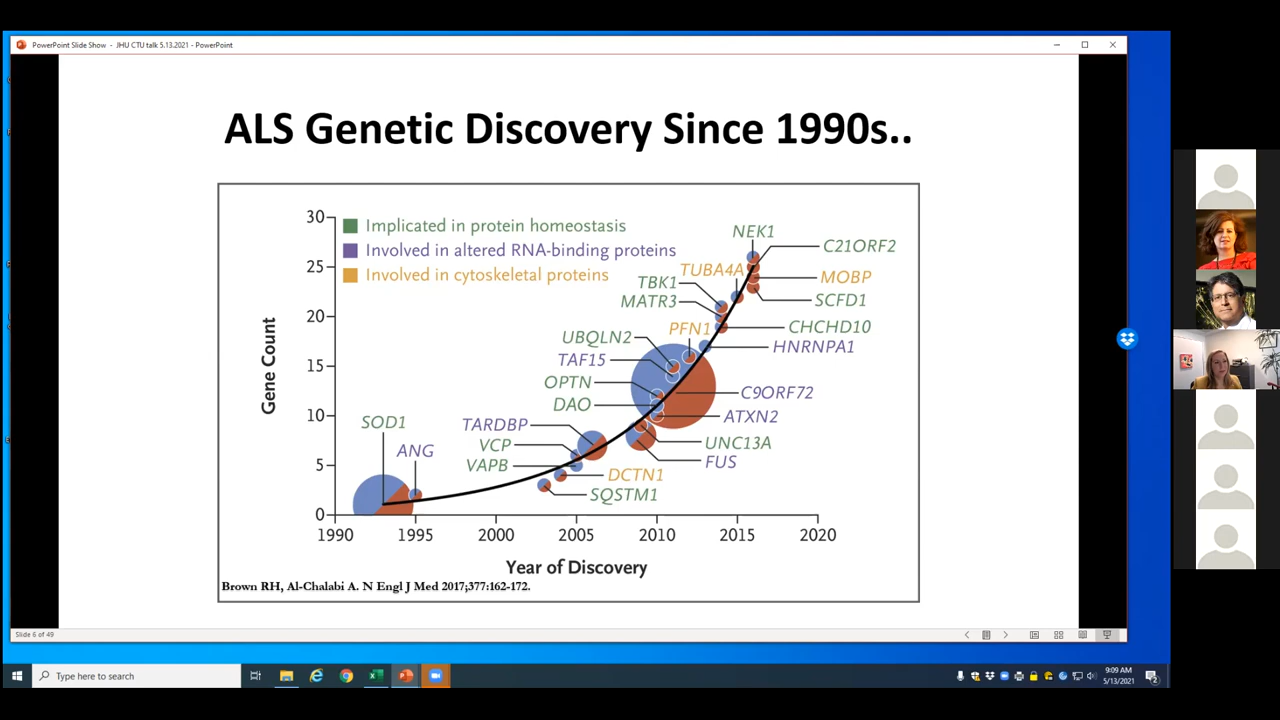 PowerPoint Slide Show - JHU CTU talk 5.13.2021 - PowerPoint
ALS Genetic Discovery Since 1990s..
Implicated in protein homeostasis
Involved in altered RNA-binding proteins
Involved in cytoskeletal proteins
Gene Count
30
25
20
15
10
5
0
SOD1
ANG
TARDBP
VCP
VAPB
DCTN1
SQSTM1
UBQLN2
TAF15
OPTN
DAO
C9ORF72
ATXN2
UNC13A
FUS
NEK1
C21ORF2
TUBA4A
MOBP
TBK1
SCFD1
MATR3
PFN1
CHCHD10
HNRNPA1
1990 1995 2000 2005 2010 2015 2020
Year of Discovery
Brown RH, Al-Chalabi A. N Engl J Med 2017;377:162-172.
Slide 6 of 49
Type here to search
9:09 AM
5/13/2021
2